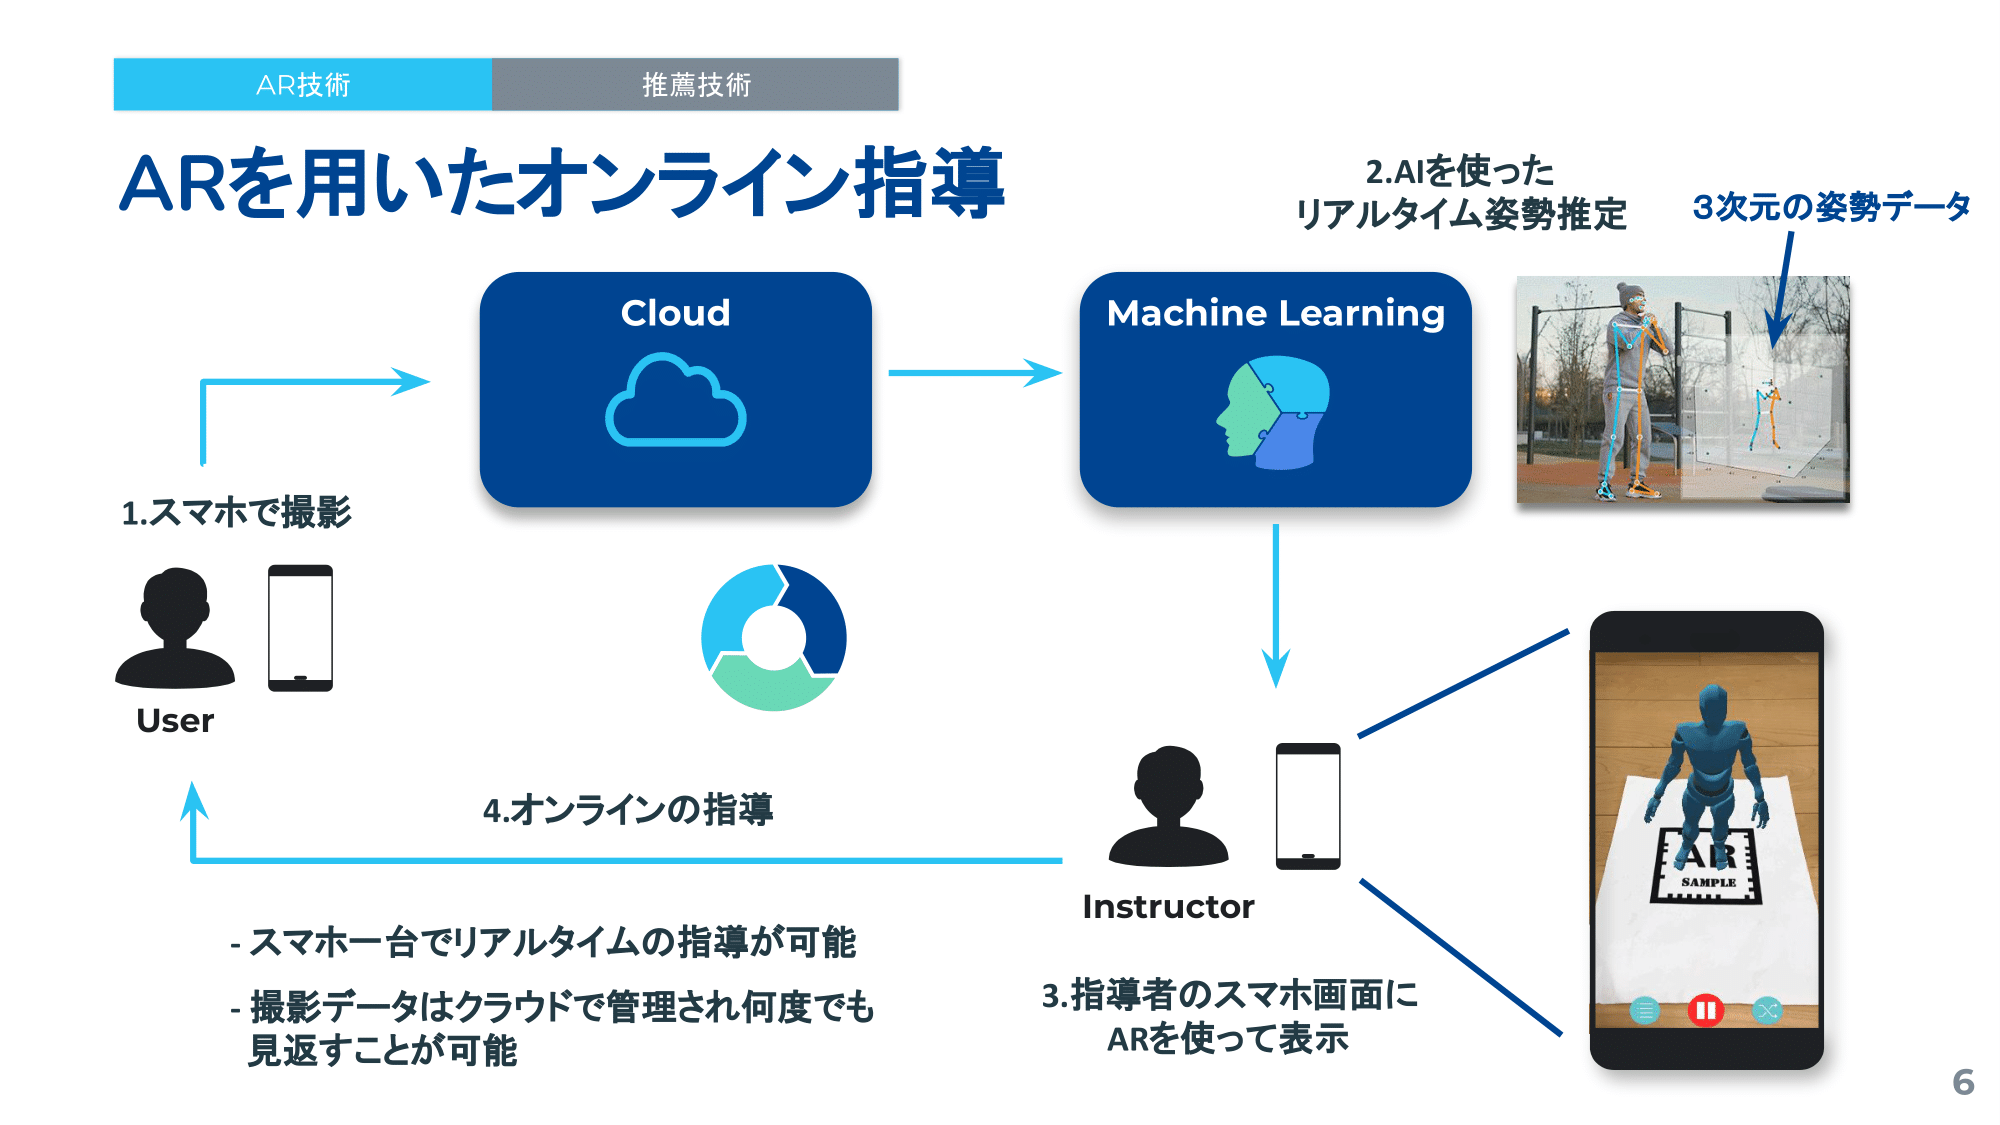 AR技術
推薦技術
ARを用いたオンライン指導
2.AIを使った
リアルタイム姿勢推定
3次元の姿勢データ
Cloud
Machine Learning
1.スマホで撮影
User
4.オンラインの指導
Instructor
AR
SAMPLE
- スマホ一台でリアルタイムの指導が可能
- 撮影データはクラウドで管理され何度でも
見返すことが可能
3.指導者のスマホ画面に
ARを使って表示
6